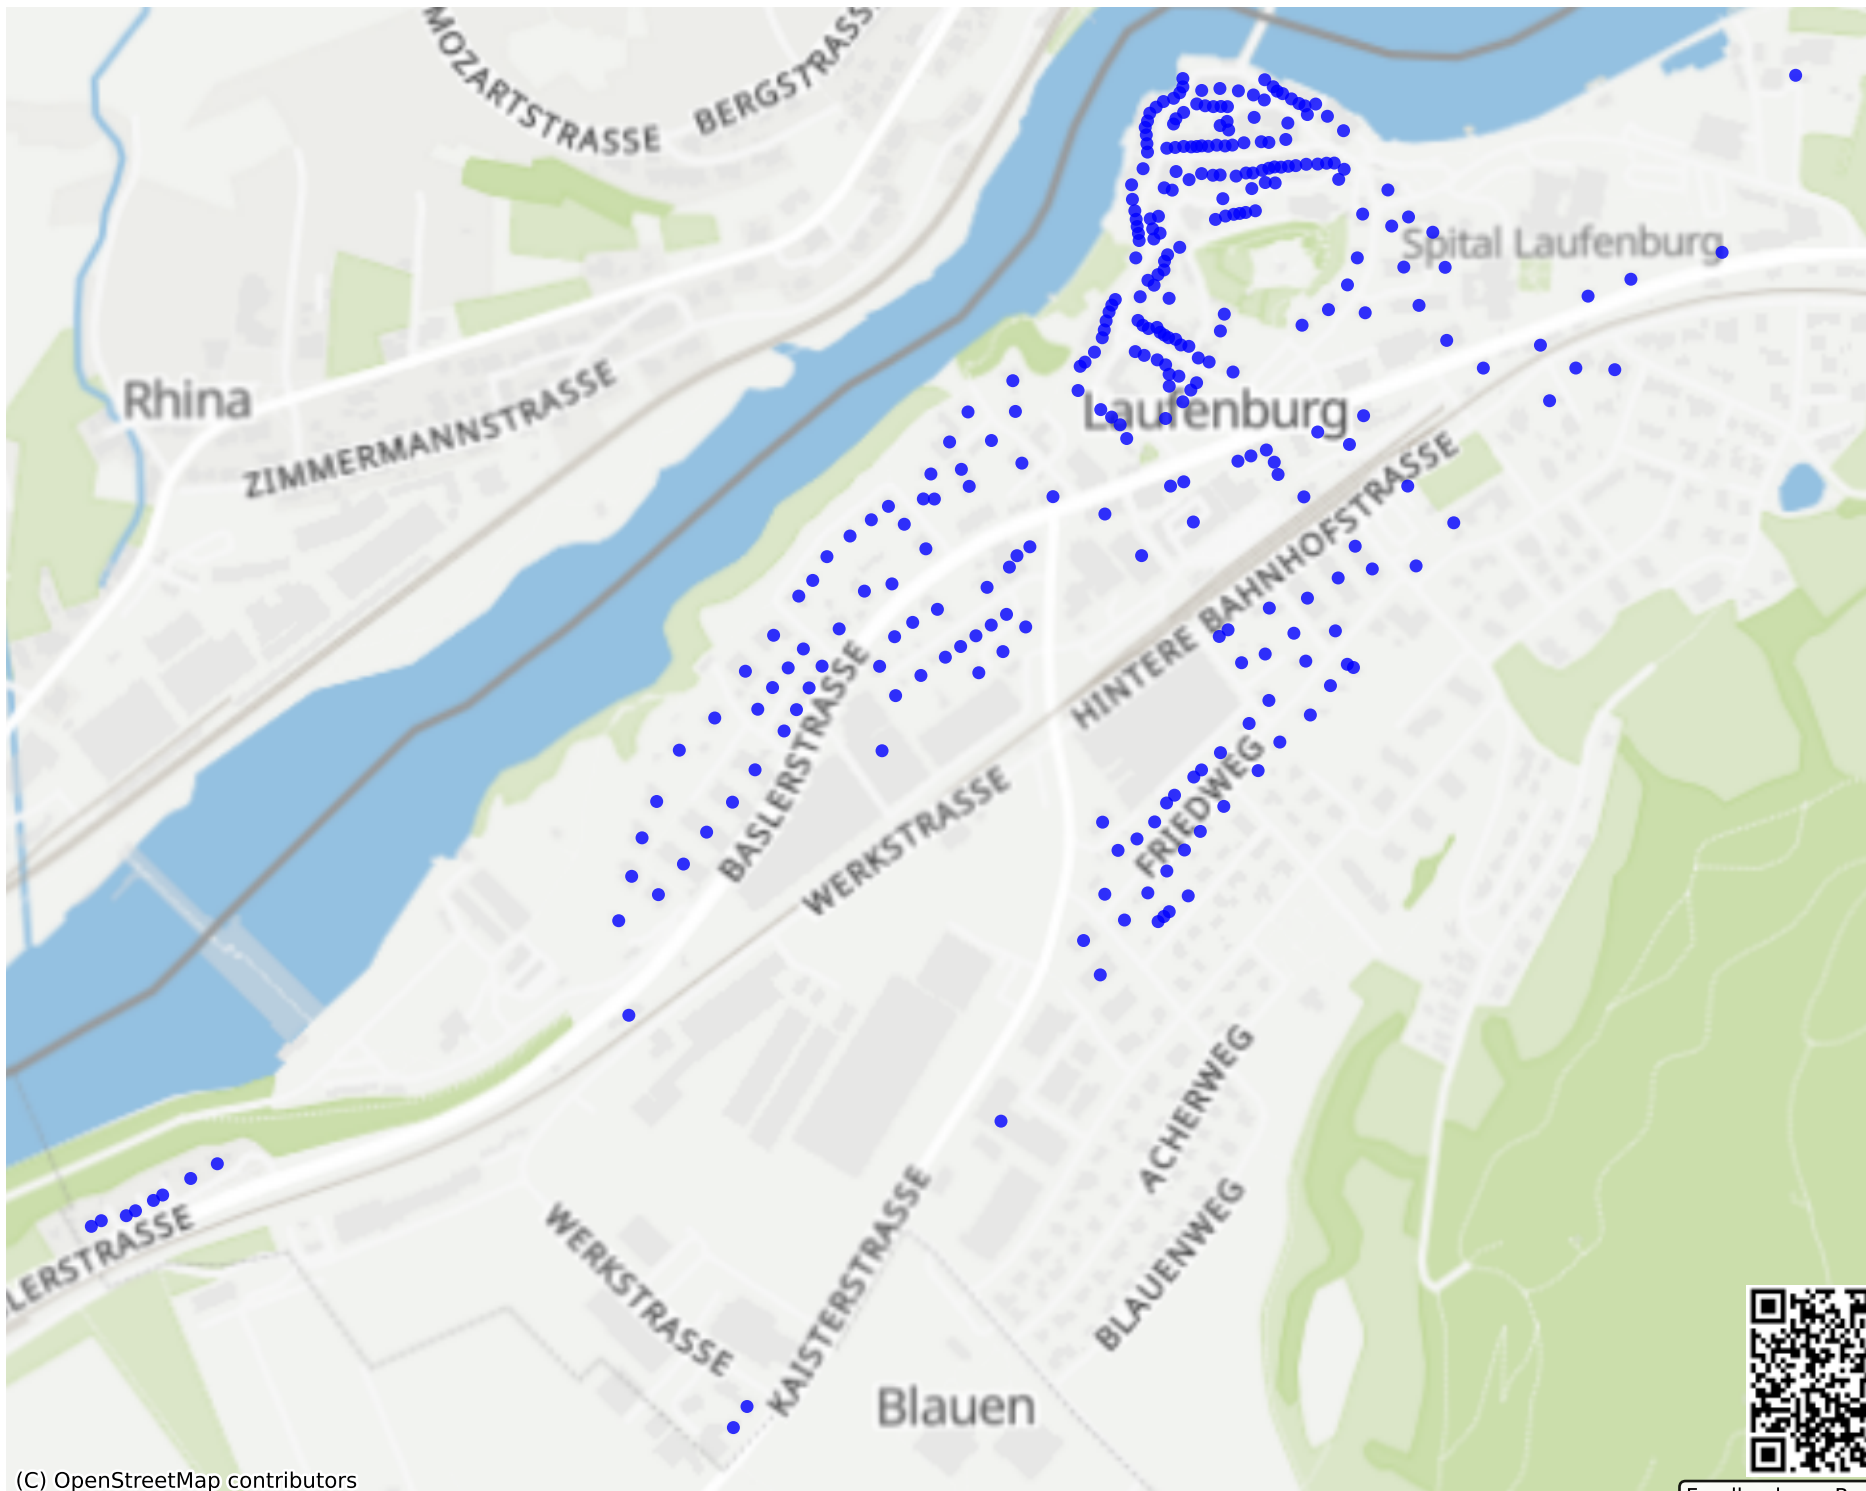 MOZARTSTRASSE
BERGSTRASSE
Spital Laufenburg
Rhina
ZIMMERMANNSTRASSE
Laufenburg
HINTERE BAHNHOFSTRASSE
BASLERSTRASSE
WERKSTRASSE
FRIEDWEG
ACHERWEG
LERSTRASSE
WERKSTRASSE
KAISTERSTRASSE
BLAUENWEG
Blauen
(C) OpenStreetMap contributors